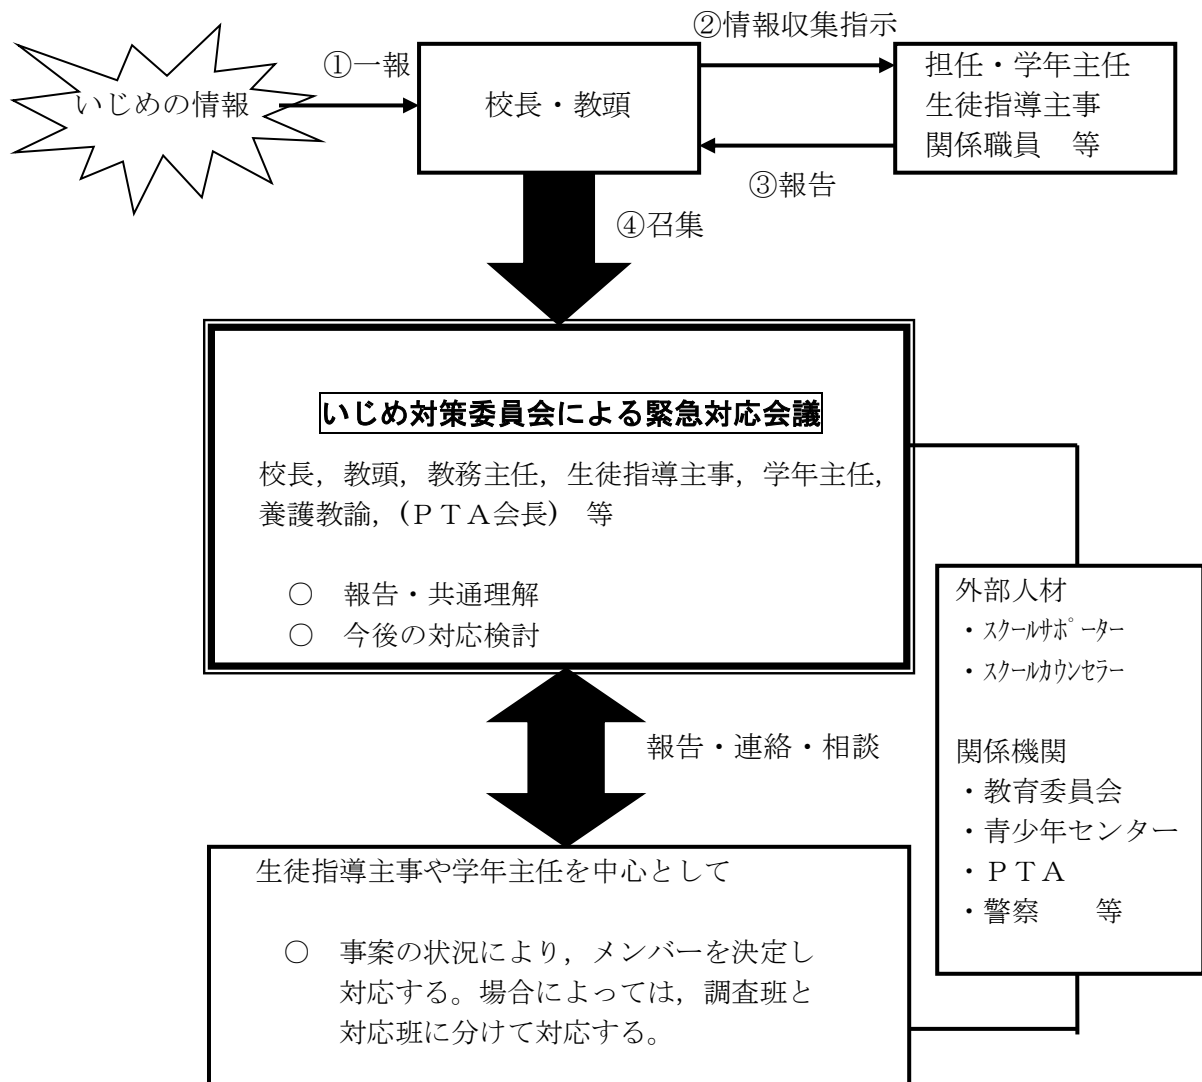 ②情報収集指示
①一報
いじめの情報
校長・教頭
担任・学年主任
生徒指導主事
関係職員　等
③報告
④召集
いじめ対策委員会による緊急対応会議
校長，教頭，教務主任，生徒指導主事，学年主任，
養護教諭，(ＰＴＡ会長)　等
○　報告・共通理解
○　今後の対応検討
外部人材
・ｽｸｰﾙｻﾎﾟｰﾀｰ
・ｽｸｰﾙｶｳﾝｾﾗｰ
関係機関
・教育委員会
・青少年センター
・ＰＴＡ
・警察　　等
報告・連絡・相談
生徒指導主事や学年主任を中心として
○　事案の状況により，メンバーを決定し
対応する。場合によっては，調査班と
対応班に分けて対応する。